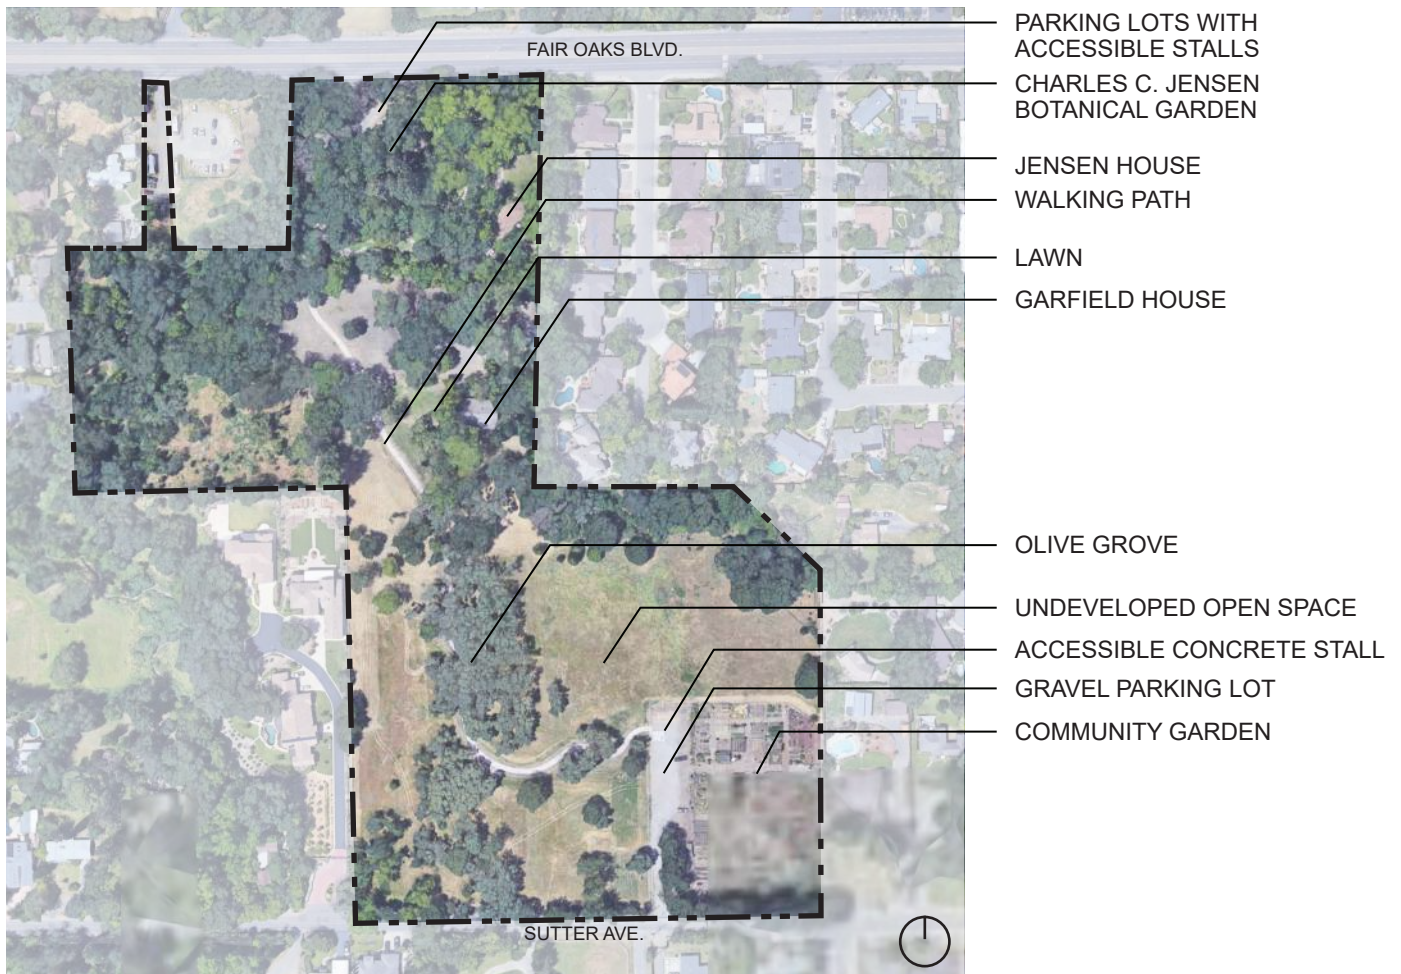 FAIR OAKS BLVD.
PARKING LOTS WITH
ACCESSIBLE STALLS
CHARLES C. JENSEN
BOTANICAL GARDEN
JENSEN HOUSE
WALKING PATH
LAWN
GARFIELD HOUSE
OLIVE GROVE
UNDEVELOPED OPEN SPACE
ACCESSIBLE CONCRETE STALL
GRAVEL PARKING LOT
COMMUNITY GARDEN
SUTTER AVE.